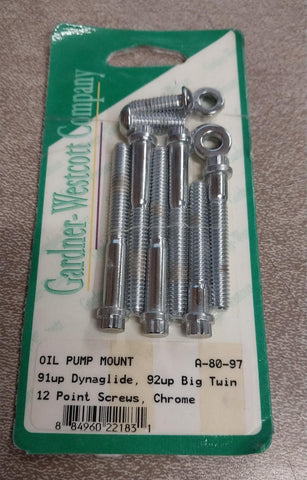 Gardner-Westcott Company
OIL PUMP MOUNT A-80-97
91up Dynaglide, 92up Big Twin
12 Point Screws, Chrome
8 84960 22183 1